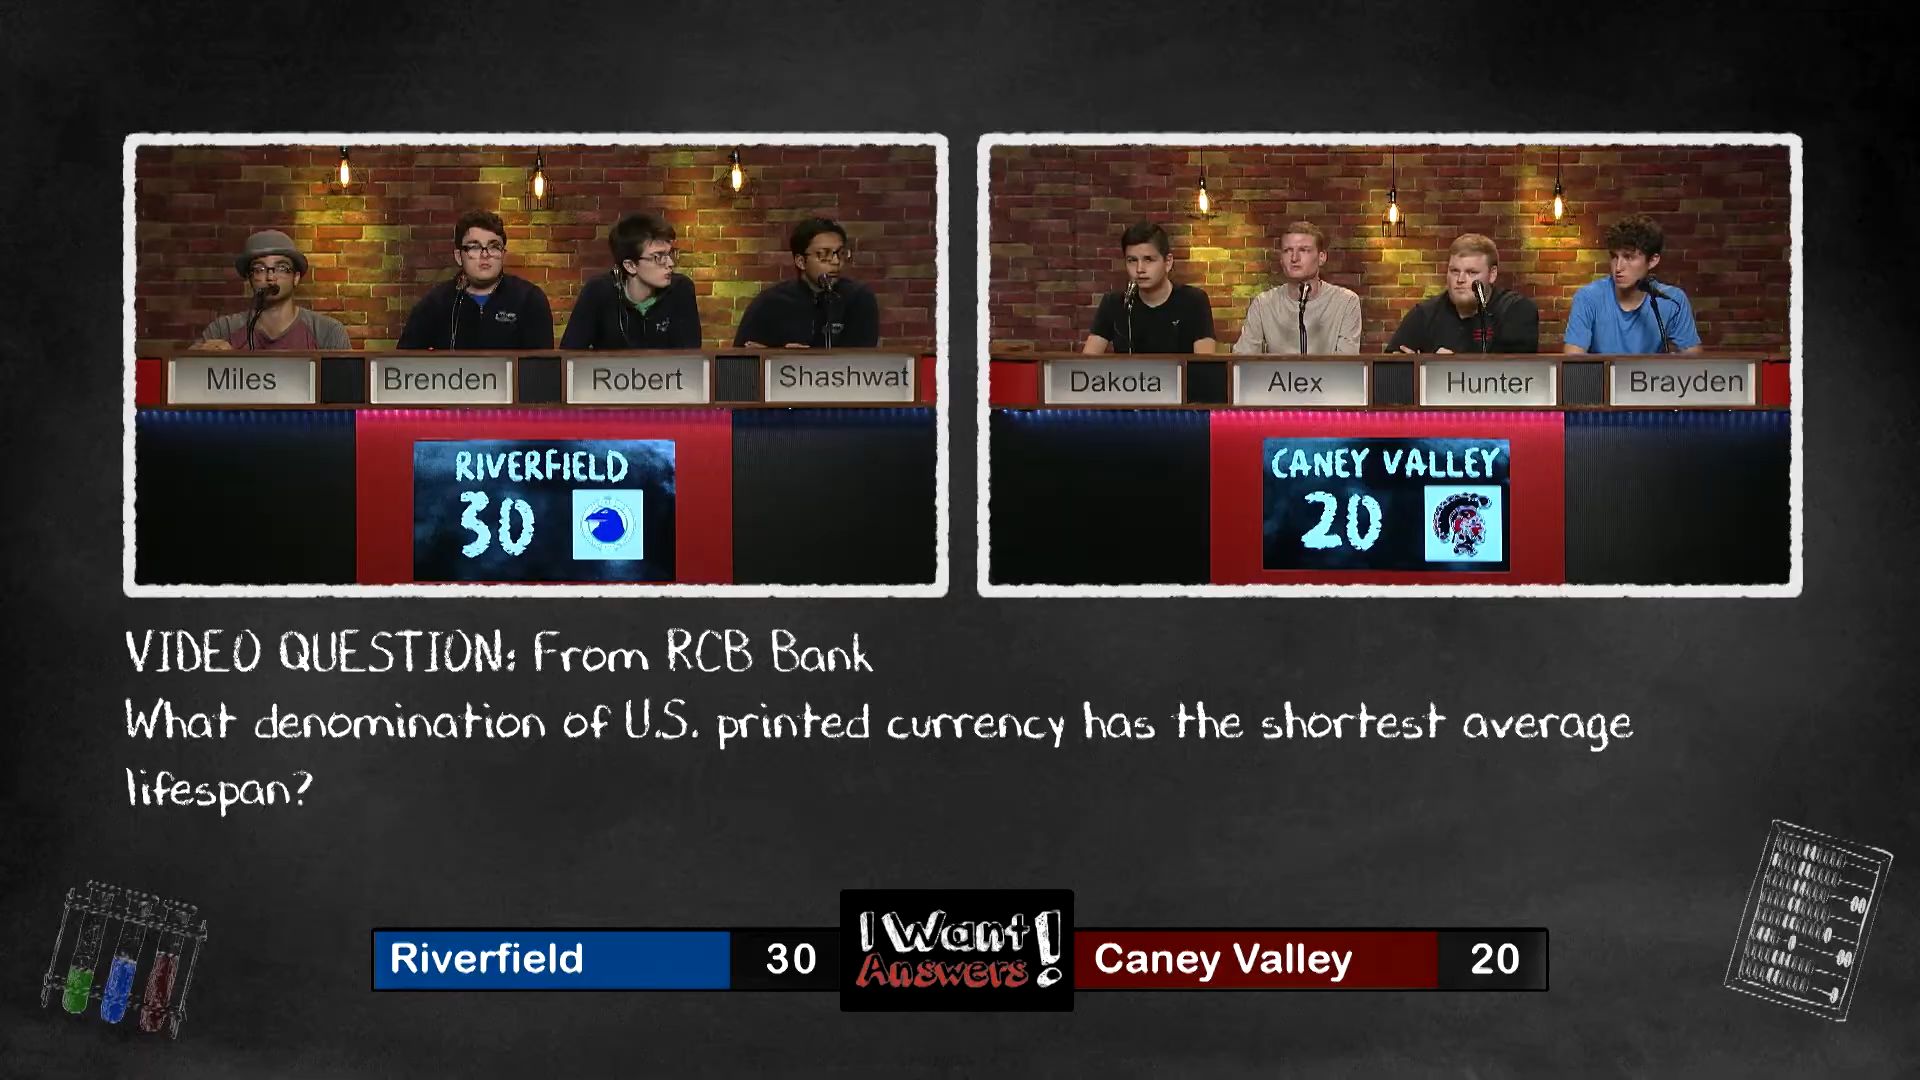 Miles
Brenden
Robert
Shashwat
RIVERFIELD
30
Dakota
Alex
Hunter
Brayden
CANEY VALLEY
20
VIDEO QUESTION: From RCB Bank
What denomination of U.S. printed currency has the shortest average
lifespan?
Riverfield 30
I Want
Answers!
Caney Valley 20